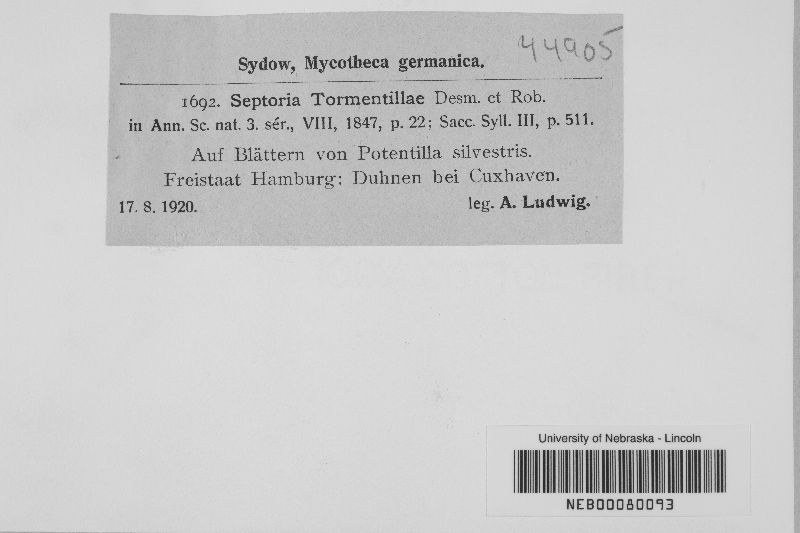 44905
Sydow, Mycotheca germanica.
1692. Septoria Tormentillae Desm. et Rob.
in Ann. Sc. nat. 3. sér., VIII, 1847, p. 22; Sacc. Syll. III, p. 511.
Auf Blättern von Potentilla silvestris.
Freistaat Hamburg: Duhnen bei Cuxhaven.
17. 8. 1920. leg. A. Ludwig.
University of Nebraska - Lincoln
NEB00080093